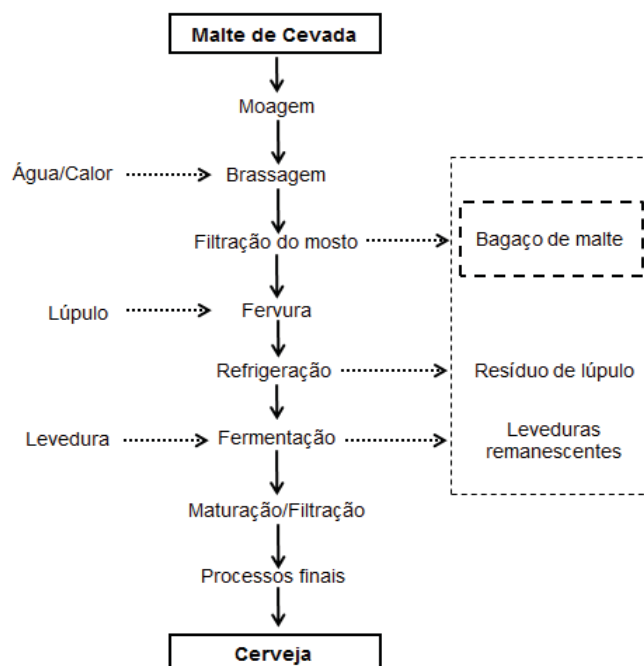 Malte de Cevada
Moagem
Água/Calor
Brassagem
Filtração do mosto
Bagaço de malte
Lúpulo
Fervura
Refrigeração
Resíduo de lúpulo
Levedura
Fermentação
Leveduras
remanescentes
Maturação/Filtração
Processos finais
Cerveja